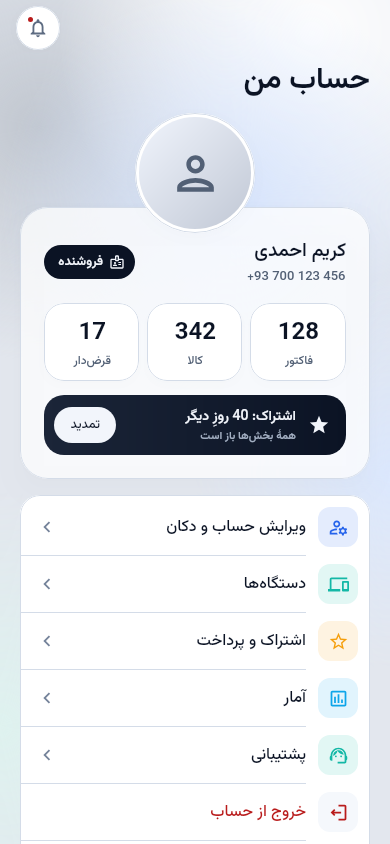 حساب من
کریم احمدی
+93 700 123 456
فروشنده
128
فاکتور
342
کالا
17
قرض‌دار
اشتراک: 40 روزِ دیگر
همهٔ بخش‌ها باز است
تمدید
ویرایش حساب و دکان
دستگاه‌ها
اشتراک و پرداخت
آمار
پشتیبانی
خروج از حساب